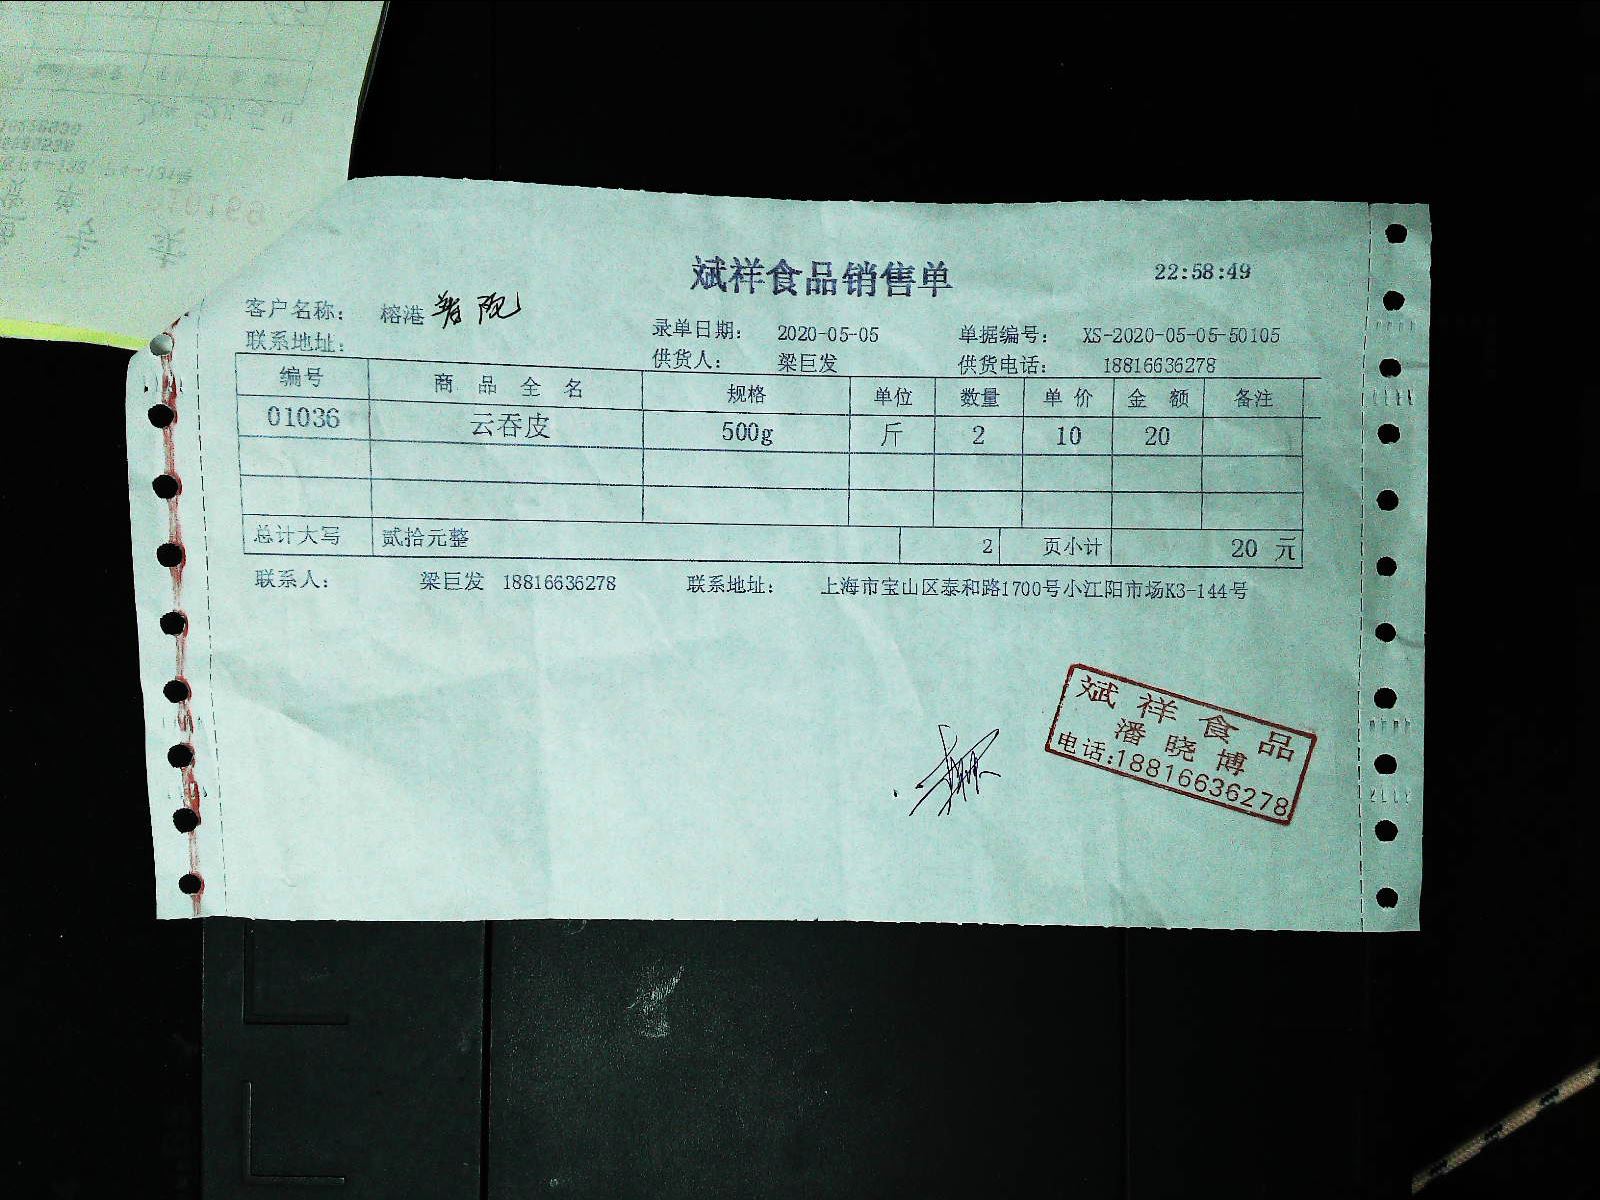 斌祥食品销售单
22:58:49
客户名称： 榕港
录单日期： 2020-05-05 单据编号： XS-2020-05-05-50105
联系地址：
供货人： 梁巨发 供货电话： 18816636278
编号 商 品 全 名 规格 单位 数量 单 价 金 额 备注
01036 云吞皮 500g 斤 2 10 20
总计大写 贰拾元整 2 页小计 20 元
联系人： 梁巨发 18816636278 联系地址： 上海市宝山区泰和路1700号小江阳市场K3-144号
斌祥食品
潘晓博
电话:18816636278